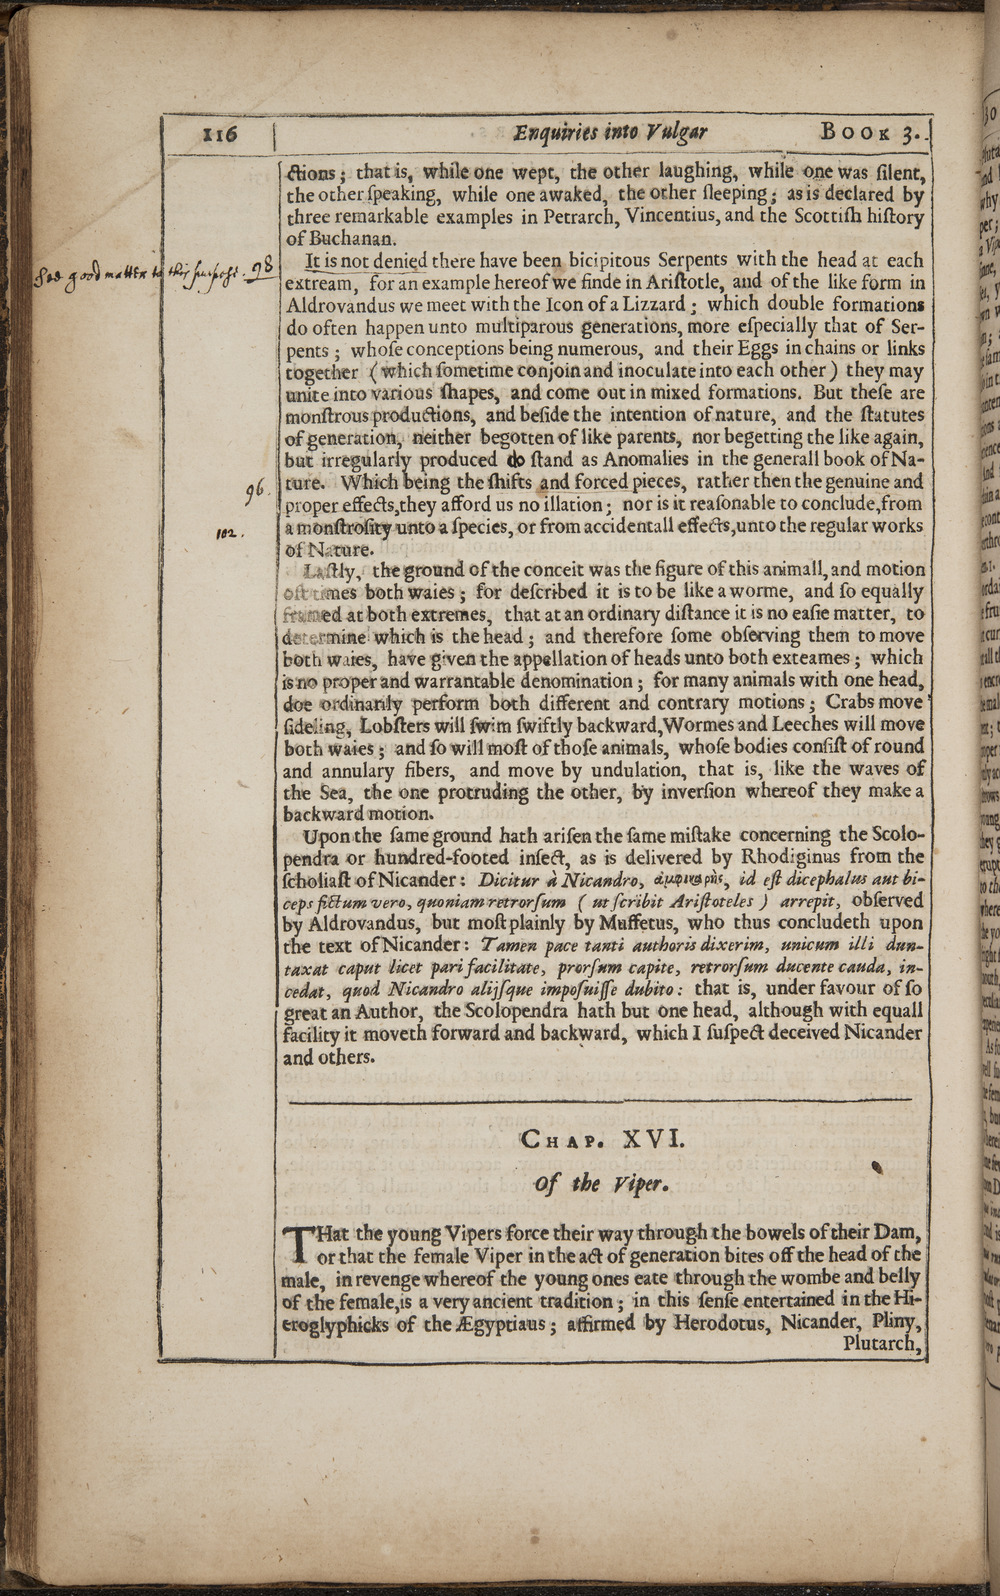 116 Enquiries into Vulgar BOOK 3.
ctions; that is, while one wept, the other laughing, while one was ſilent,
the other ſpeaking, while one awaked, the other ſleeping; as is declared by
three remarkable examples in Petrarch, Vincentius, and the Scottiſh hiſtory
of Buchanan.
See good matter to this purpose. 98
It is not denied there have been bicipitous Serpents with the head at each
extream, for an example hereof we finde in Ariſtotle, and of the like form in
Aldrovandus we meet with the Icon of a Lizzard; which double formations
do often happen unto multiparous generations, more eſpecially that of Ser-
pents; whoſe conceptions being numerous, and their Eggs in chains or links
together (which ſometime conjoin and inoculate into each other) they may
unite into various ſhapes, and come out in mixed formations. But theſe are
monſtrous productions, and beſide the intention of nature, and the ſtatutes
of generation, neither begotten of like parents, nor begetting the like again,
but irregularly produced do ſtand as Anomalies in the generall book of Na-
96.
ture. Which being the ſhifts and forced pieces, rather then the genuine and
proper effects, they afford us no illation; nor is it reaſonable to conclude, from
102.
a monſtroſity unto a ſpecies, or from accidentall effects, unto the regular works
of Nature.
Laſtly, the ground of the conceit was the figure of this animall, and motion
oft times both waies; for deſcribed it is to be like a worme, and ſo equally
framed at both extremes, that at an ordinary diſtance it is no eaſie matter, to
determine which is the head; and therefore ſome obſerving them to move
both waies, have given the appellation of heads unto both exteames; which
is no proper and warrantable denomination; for many animals with one head,
doe ordinarily perform both different and contrary motions; Crabs move
ſideling, Lobſters will ſwim ſwiftly backward, Wormes and Leeches will move
both waies; and ſo will moſt of thoſe animals, whoſe bodies conſiſt of round
and annulary fibers, and move by undulation, that is, like the waves of
the Sea, the one protruding the other, by inverſion whereof they make a
backward motion.
Upon the ſame ground hath ariſen the ſame miſtake concerning the Scolo-
pendra or hundred-footed inſect, as is delivered by Rhodiginus from the
ſcholiaſt of Nicander: Dicitur à Nicandro, id eſt dicephalus aut bi-
ceps fictum vero, quoniam retrorſum (ut ſcribit Ariſtoteles) arrepit, obſerved
by Aldrovandus, but moſt plainly by Muffetus, who thus concludeth upon
the text of Nicander: Tamen pace tanti authoris dixerim, unicum illi dun-
taxat caput licet pari facilitate, prorſum capite, retrorſum ducente cauda, in-
cedat, quod Nicandro alijſque impoſuiſſe dubito: that is, under favour of ſo
great an Author, the Scolopendra hath but one head, although with equall
facility it moveth forward and backward, which I ſuſpect deceived Nicander
and others.
CHAP. XVI.
Of the Viper.
THat the young Vipers force their way through the bowels of their Dam,
or that the female Viper in the act of generation bites off the head of the
male, in revenge whereof the young ones eate through the wombe and belly
of the female, is a very ancient tradition; in this ſenſe entertained in the Hi-
eroglyphicks of the Ægyptiaus; affirmed by Herodotus, Nicander, Pliny,
Plutarch,